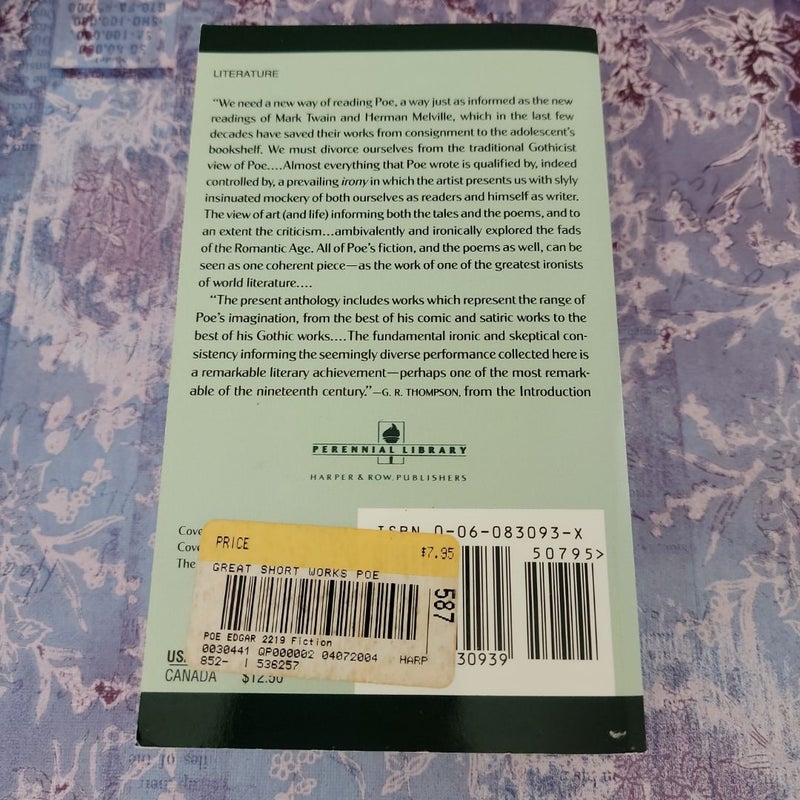 LITERATURE
“We need a new way of reading Poe, a way just as informed as the new
readings of Mark Twain and Herman Melville, which in the last few
decades have saved their works from consignment to the adolescent’s
bookshelf. We must divorce ourselves from the traditional Gothicist
view of Poe....Almost everything that Poe wrote is qualified by, indeed
controlled by, a prevailing irony in which the artist presents us with slyly
insinuated mockery of both ourselves as readers and himself as writer.
The view of art (and life) informing both the tales and the poems, and to
an extent the criticism...ambivalently and ironically explored the fads
of the Romantic Age. All of Poe’s fiction, and the poems as well, can be
seen as one coherent piece—as the work of one of the greatest ironists
of world literature....
“The present anthology includes works which represent the range of
Poe’s imagination, from the best of his comic and satiric works to the
best of his Gothic works....The fundamental ironic and skeptical con-
sistency informing the seemingly diverse performance collected here is
a remarkable literary achievement—perhaps one of the most remark-
able of the nineteenth century.”—G. R. THOMPSON, from the Introduction
PERENNIAL LIBRARY
HARPER & ROW, PUBLISHERS
ISBN 0-06-083093-X
50795>
Cove
Cove
The
PRICE $7.95
GREAT SHORT WORKS POE
587
POE EDGAR 2219 Fiction
0030441 QP000002 04072004 HARP
852- 1 536257
30939
US
CANADA $12.50